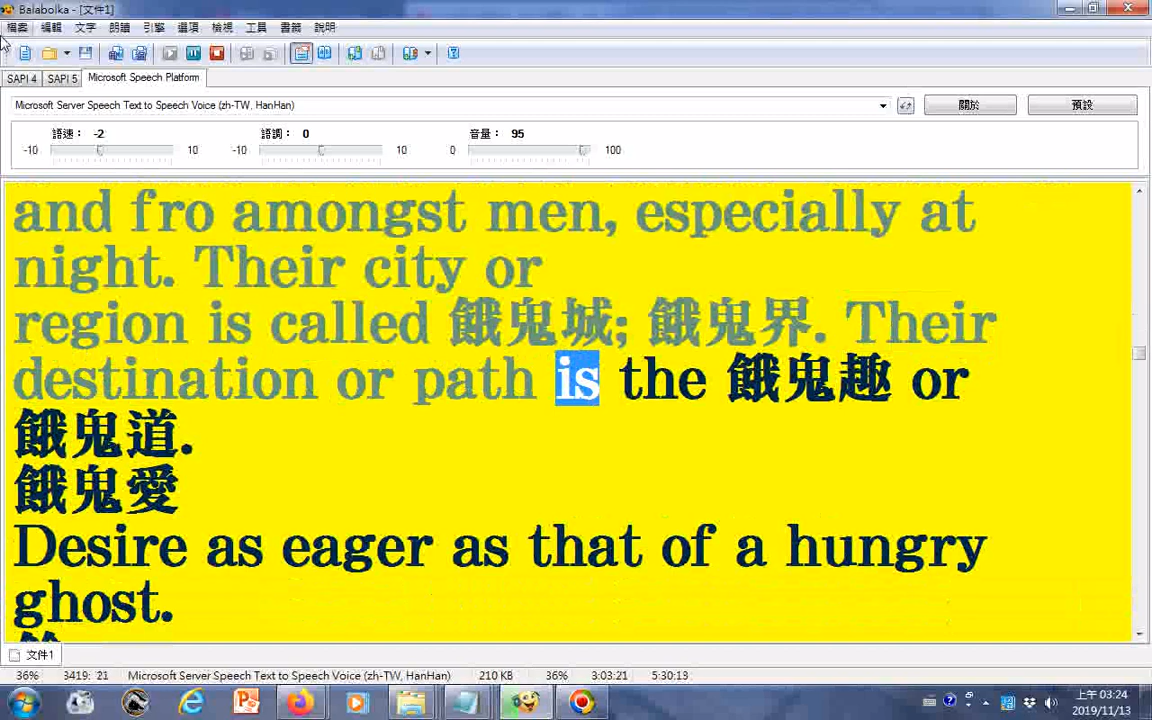 Balabolka - [文件1]
檔案 編輯 文字 朗讀 引擎 選項 檢視 工具 書籤 說明
SAPI 4 SAPI 5 Microsoft Speech Platform
Microsoft Server Speech Text to Speech Voice (zh-TW, HanHan) 關於 預設
語速： -2 語調： 0 音量： 95
-10 10 -10 10 0 100
and fro amongst men, especially at
night. Their city or
region is called 餓鬼城; 餓鬼界. Their
destination or path is the 餓鬼趣 or
餓鬼道.
餓鬼愛
Desire as eager as that of a hungry
ghost.
文件1
36% 3419: 21 Microsoft Server Speech Text to Speech Voice (zh-TW, HanHan) 210 KB 36% 3:03:21 5:30:13
上午 03:24
2019/11/13